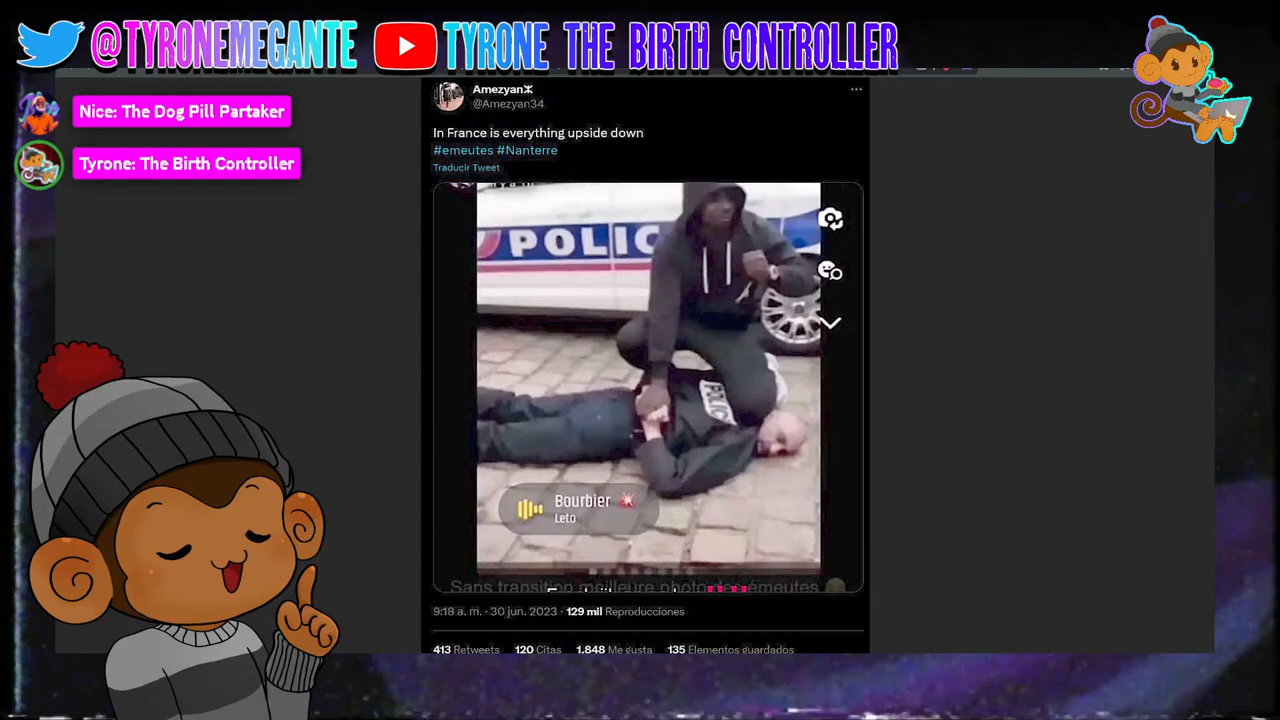 @TYRONEMEGANTE TYRONE THE BIRTH CONTROLLER
Nice: The Dog Pill Partaker
Tyrone: The Birth Controller
Amezyanⵣ
@Amezyan34
In France is everything upside down
#emeutes #Nanterre
Traducir Tweet
POLIC
POLIC
Bourbier 💥
Leto
Sans transition meilleure photo des émeutes
9:18 a. m. · 30 jun. 2023 · 129 mil Reproducciones
413 Retweets 120 Citas 1.848 Me gusta 135 Elementos guardados